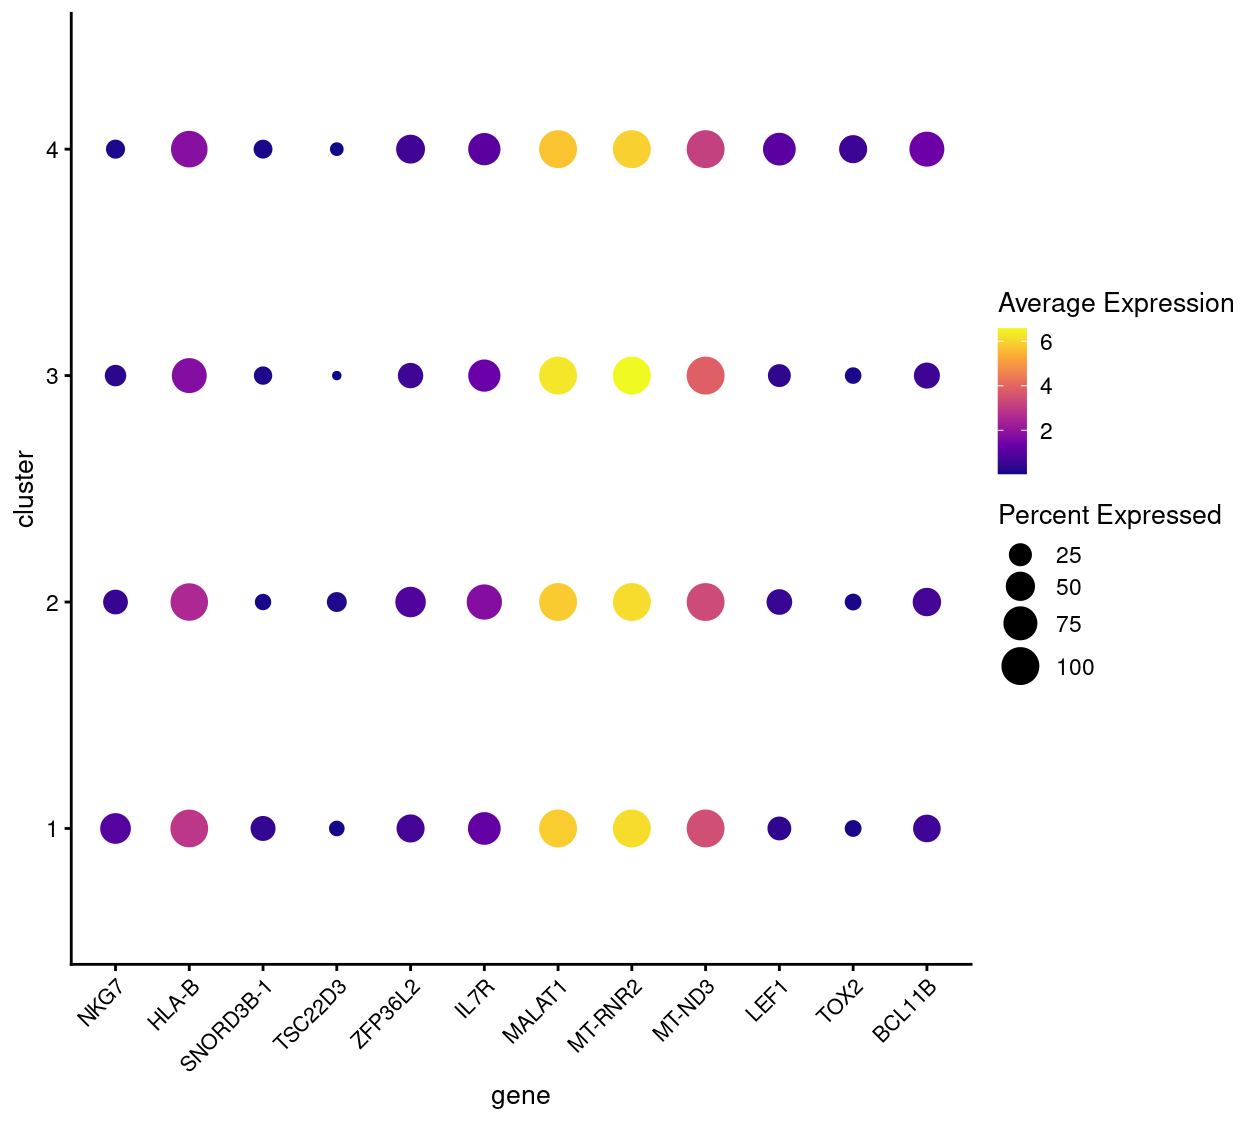 4
3
2
1
cluster
NKG7
HLA-B
SNORD3B-1
TSC22D3
ZFP36L2
IL7R
MALAT1
MT-RNR2
MT-ND3
LEF1
TOX2
BCL11B
gene
Average Expression
6
4
2
Percent Expressed
25
50
75
100